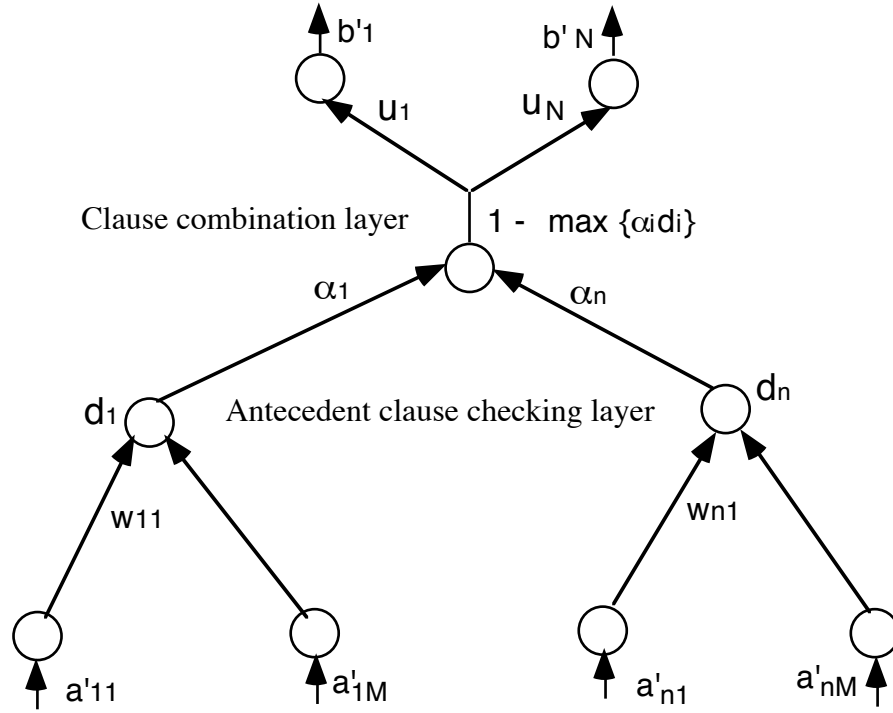 b'1
b' N
u1
uN
Clause combination layer
1 - max {αidi}
α1
αn
d1
Antecedent clause checking layer
dn
w11
wn1
a'11
a'1M
a'n1
a'nM